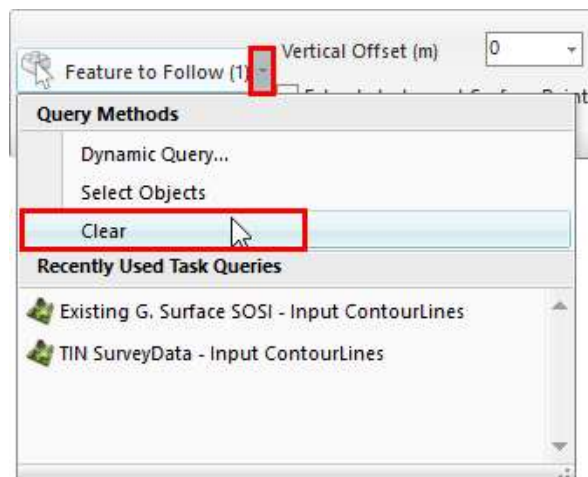 Vertical Offset (m) 0
Feature to Follow (1)
Query Methods
Dynamic Query...
Select Objects
Clear
Recently Used Task Queries
Existing G. Surface SOSI - Input ContourLines
TIN SurveyData - Input ContourLines